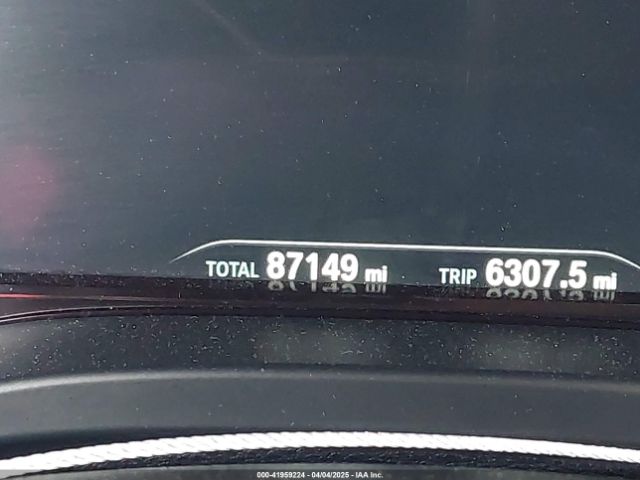 TOTAL 87149 mi TRIP 6307.5 mi
000-41959224 - 04/04/2025 - IAA Inc.